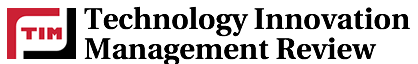 TIM
Technology Innovation
Management Review